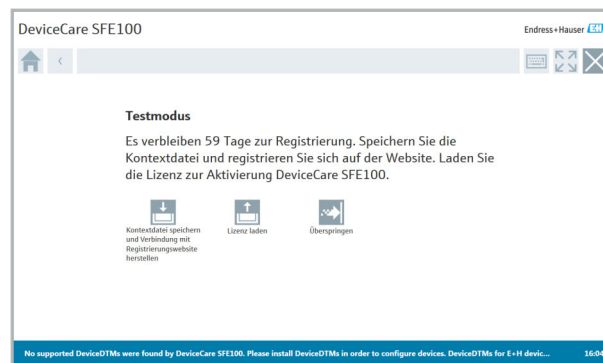 DeviceCare SFE100
Endress+Hauser EH
Testmodus
Es verbleiben 59 Tage zur Registrierung. Speichern Sie die
Kontextdatei und registrieren Sie sich auf der Website. Laden Sie
die Lizenz zur Aktivierung DeviceCare SFE100.
Kontextdatei speichern
und Verbindung mit
Registrierungswebsite
herstellen
Lizenz laden
Überspringen
No supported DeviceDTMs were found by DeviceCare SFE100. Please install DeviceDTMs in order to configure devices. DeviceDTMs for E+H devic...
16:04